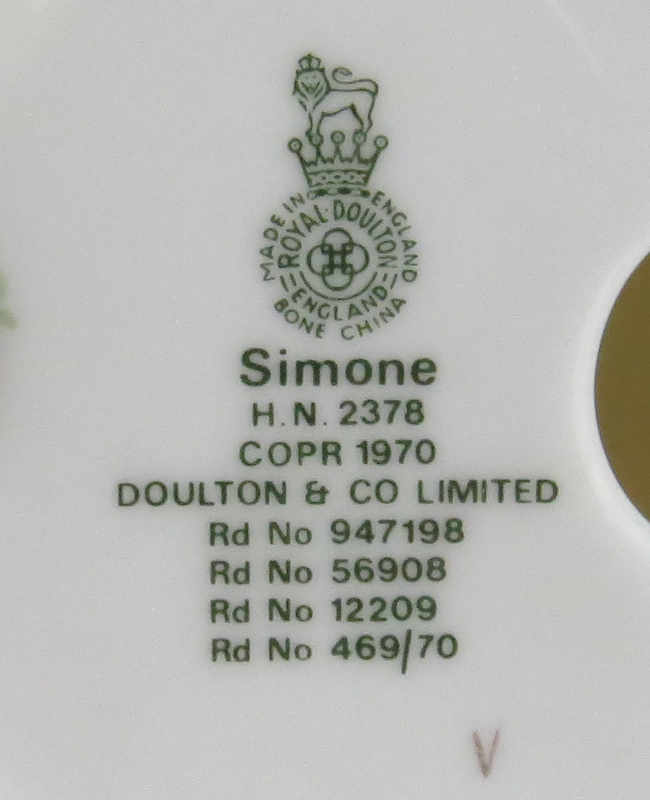 MADE IN ENGLAND
ROYAL·DOULTON
ENGLAND
BONE CHINA
Simone
H.N. 2378
COPR 1970
DOULTON & CO LIMITED
Rd No 947198
Rd No 56908
Rd No 12209
Rd No 469/70
V